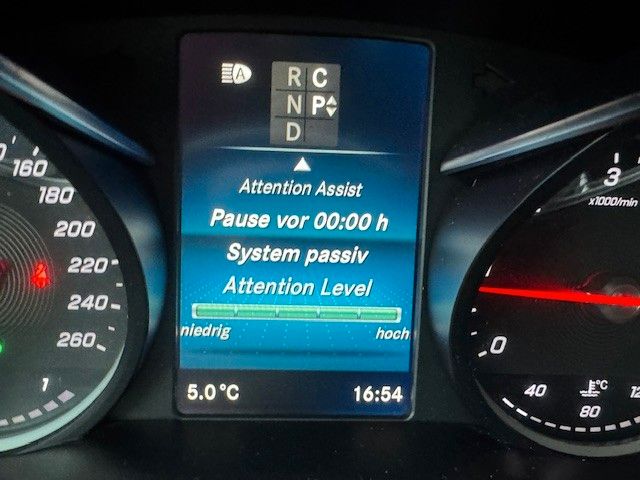 A
R C
N P
D
Attention Assist
Pause vor 00:00 h
System passiv
Attention Level
niedrig hoch
5.0 °C 16:54
160
180
200
220
240
260
1
3
x1000/min
0
40
°C
80